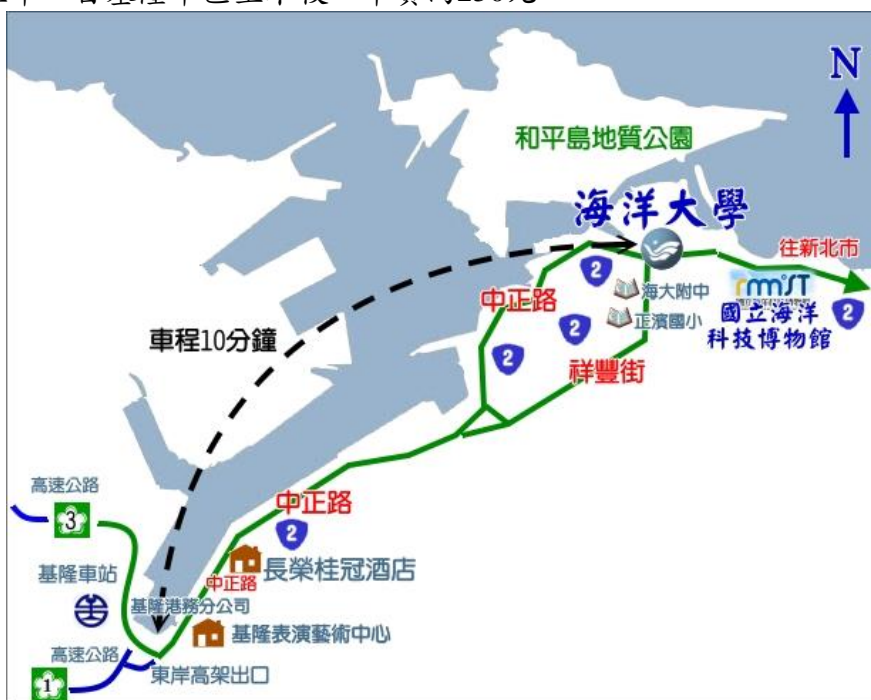 N
和平島地質公園
海洋大學
往新北市
2
海大附中
中正路
2
正濱國小
國立海洋
科技博物館
2
車程10分鐘
2
祥豐街
高速公路
3
中正路
2
長榮桂冠酒店
基隆車站
中正路
基隆港務分公司
基隆表演藝術中心
高速公路
1
東岸高架出口